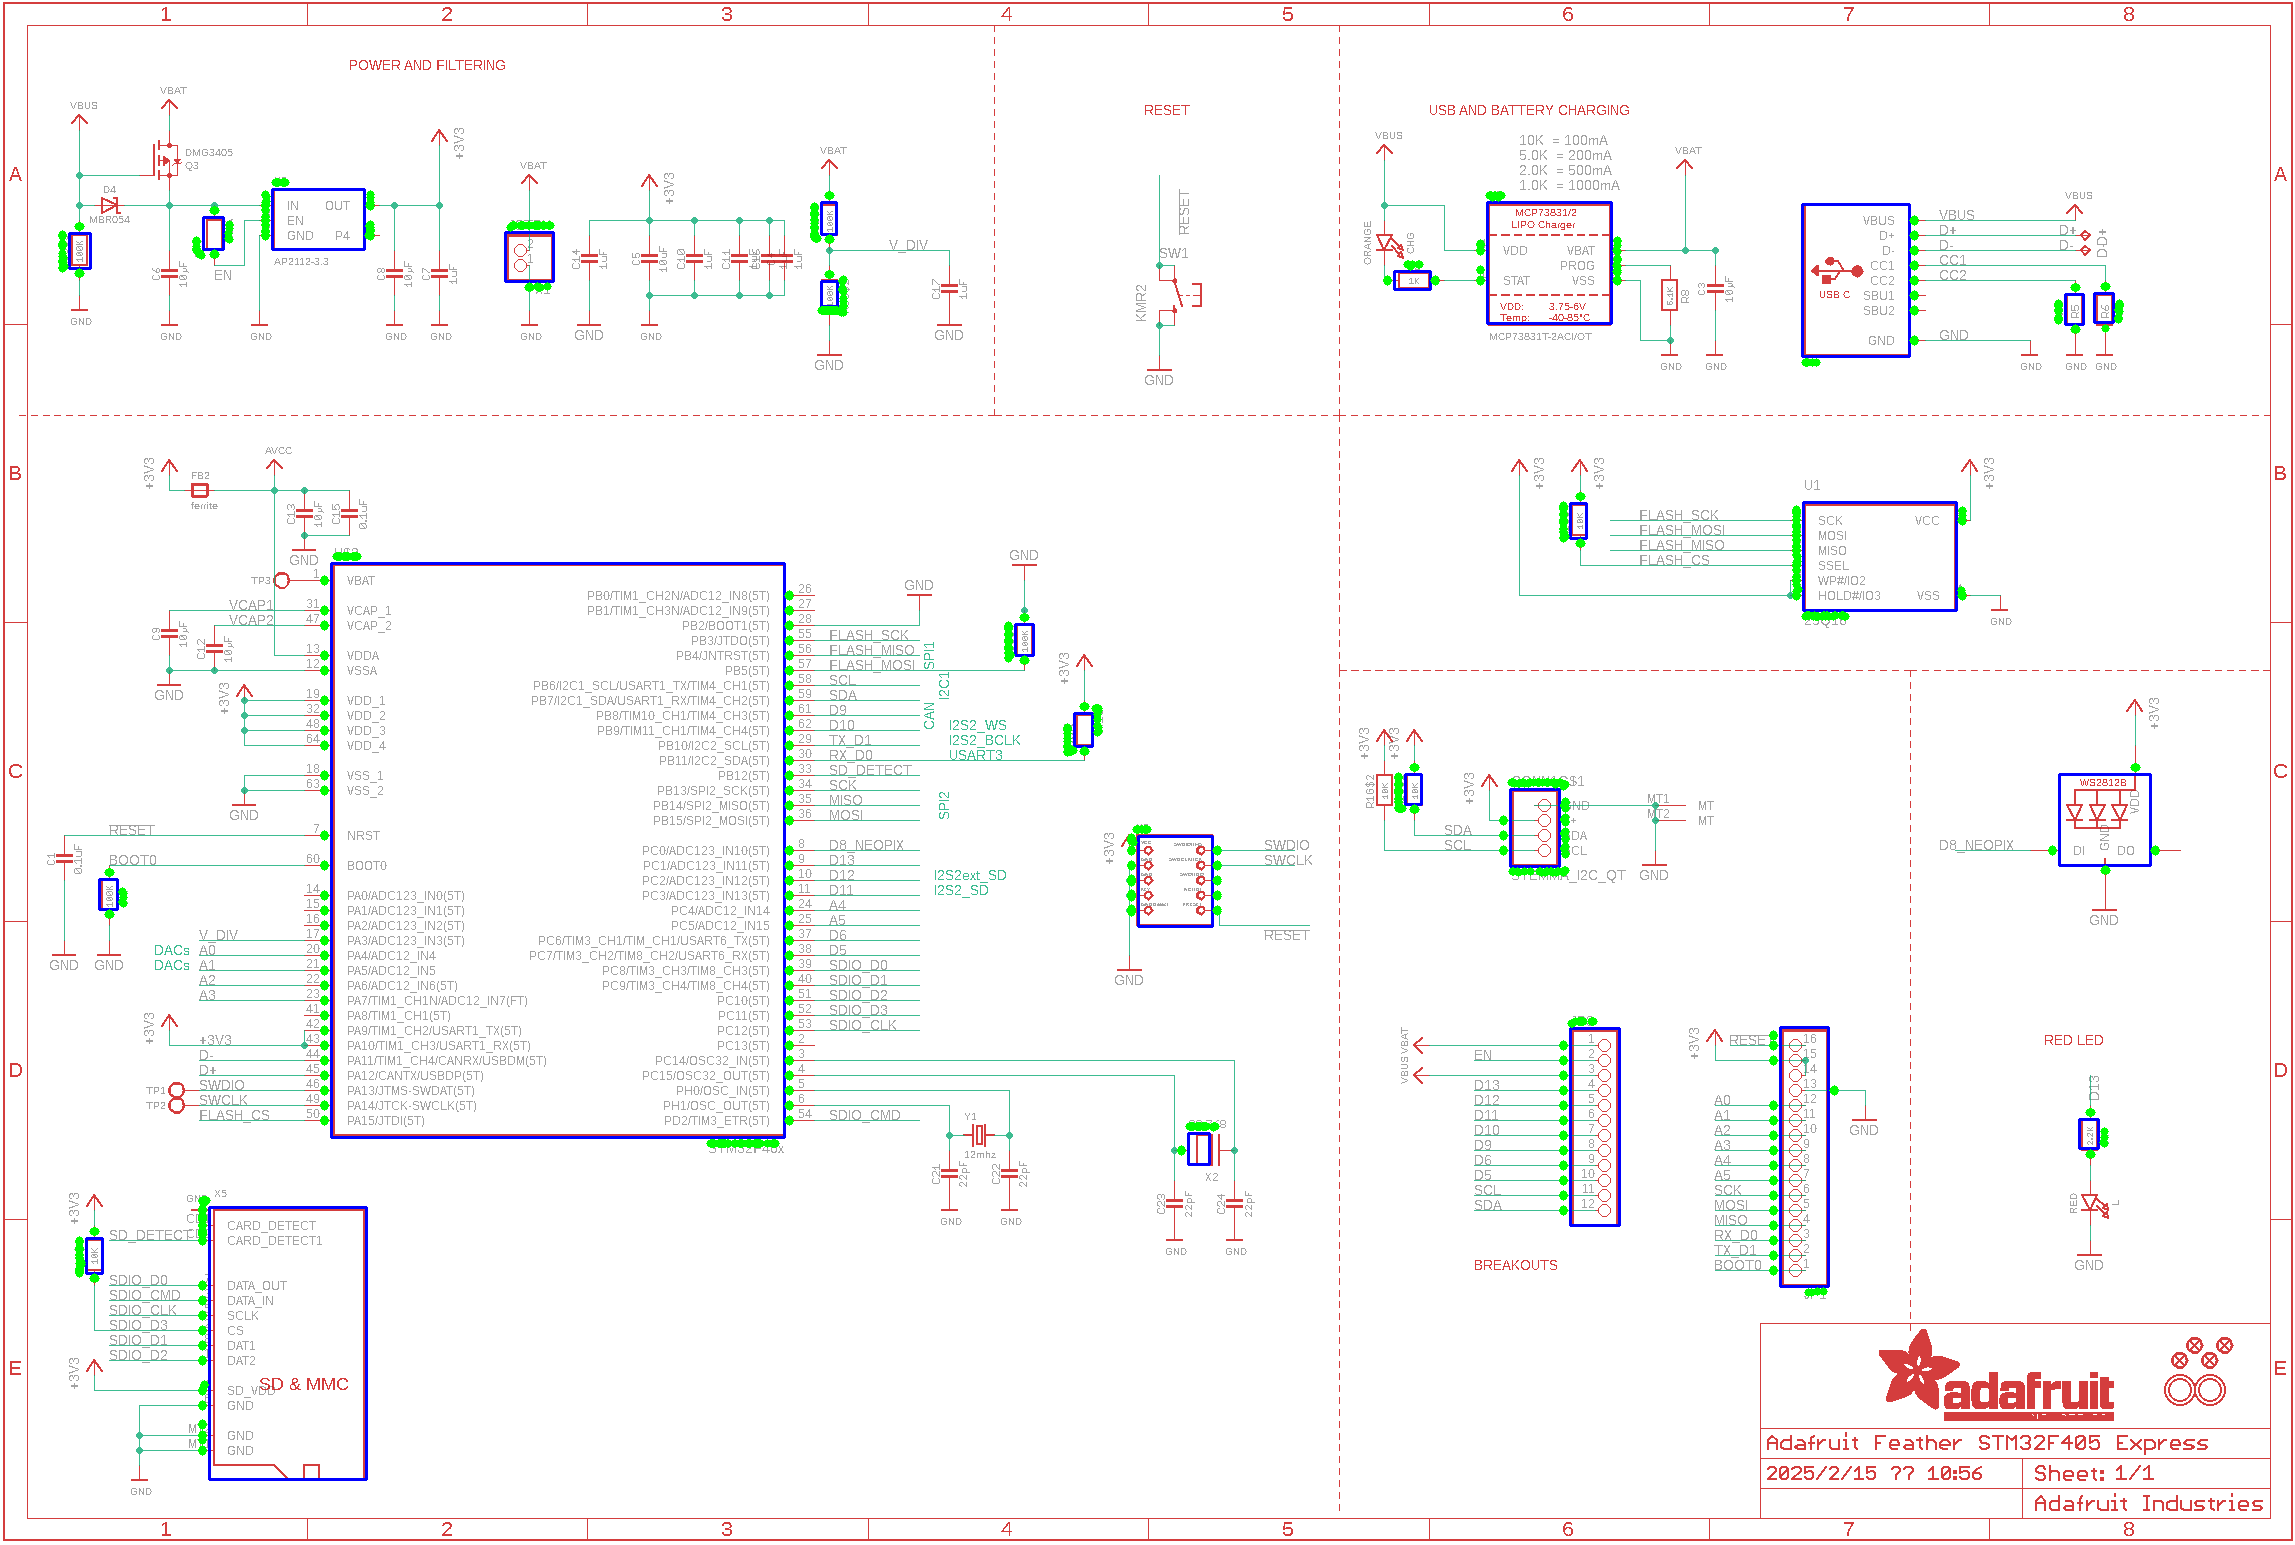 1 2 3 4 5 6 7 8
A
B
C
D
E
POWER AND FILTERING
VBUS
VBAT
DMG3405
Q3
D4
MBR054
100K
GND
C6
10µF
GND
EN
IN OUT
EN
GND P4
AP2112-3.3
GND
C8
10µF
GND
C7
1uF
GND
+3V3
VBAT
2
1
GND
C14
1uF
GND
+3V3
C5
10uF
C10
1uF
C11
1uF
1uF
GND
VBAT
100K
100K
V_DIV
GND
C17
1uF
GND
RESET
RESET
SW1
KMR2
GND
USB AND BATTERY CHARGING
10K = 100mA
5.0K = 200mA
2.0K = 500mA
1.0K = 1000mA
VBUS
ORANGE
CHG
1K
MCP73831/2
LIPO Charger
VDD VBAT
PROG
STAT VSS
VDD: 3.75-6V
Temp: -40-85°C
MCP73831T-2ACI/OT
VBAT
5.1K
R8
GND
C3
10µF
GND
USB C
VBUS
D+
D-
CC1
CC2
SBU1
SBU2
GND
VBUS
D+
D-
CC1
CC2
GND
VBUS
D+
D-
D+
D-
R5
R6
GND
GND
GND
+3V3
FB2
ferrite
AVCC
C13
10µF
C15
0.1uF
GND
TP3
VCAP1
VCAP2
C9
10µF
C12
10µF
GND
+3V3
GND
RESET
C1
0.1uF
GND
BOOT0
100K
GND
1 VBAT
31 VCAP_1
47 VCAP_2
13 VDDA
12 VSSA
19 VDD_1
32 VDD_2
48 VDD_3
64 VDD_4
18 VSS_1
63 VSS_2
7 NRST
60 BOOT0
14 PA0/ADC123_IN0(5T)
15 PA1/ADC123_IN1(5T)
16 PA2/ADC123_IN2(5T)
V_DIV 17 PA3/ADC123_IN3(5T)
DACs A0 20 PA4/ADC12_IN4
DACs A1 21 PA5/ADC12_IN5
A2 22 PA6/ADC12_IN6(5T)
A3 23 PA7/TIM1_CH1N/ADC12_IN7(FT)
41 PA8/TIM1_CH1(5T)
42 PA9/TIM1_CH2/USART1_TX(5T)
+3V3 +3V3 43 PA10/TIM1_CH3/USART1_RX(5T)
D- 44 PA11/TIM1_CH4/CANRX/USBDM(5T)
D+ 45 PA12/CANTX/USBDP(5T)
TP1 SWDIO 46 PA13/JTMS-SWDAT(5T)
TP2 SWCLK 49 PA14/JTCK-SWCLK(5T)
FLASH_CS 50 PA15/JTDI(5T)
PB0/TIM1_CH2N/ADC12_IN8(5T) 26
PB1/TIM1_CH3N/ADC12_IN9(5T) 27
PB2/BOOT1(5T) 28 GND
PB3/JTDO(5T) 55 FLASH_SCK
PB4/JNTRST(5T) 56 FLASH_MISO
PB5(5T) 57 FLASH_MOSI
SPI1
PB6/I2C1_SCL/USART1_TX/TIM4_CH1(5T) 58 SCL
PB7/I2C1_SDA/USART1_RX/TIM4_CH2(5T) 59 SDA
I2C1
PB8/TIM10_CH1/TIM4_CH3(5T) 61 D9
PB9/TIM11_CH1/TIM4_CH4(5T) 62 D10 I2S2_WS
CAN
PB10/I2C2_SCL(5T) 29 TX_D1 I2S2_BCLK
PB11/I2C2_SDA(5T) 30 RX_D0 USART3
PB12(5T) 33 SD_DETECT
PB13/SPI2_SCK(5T) 34 SCK
PB14/SPI2_MISO(5T) 35 MISO
PB15/SPI2_MOSI(5T) 36 MOSI
SPI2
PC0/ADC123_IN10(5T) 8 D8_NEOPIX
PC1/ADC123_IN11(5T) 9 D13
PC2/ADC123_IN12(5T) 10 D12 I2S2ext_SD
PC3/ADC123_IN13(5T) 11 D11 I2S2_SD
PC4/ADC12_IN14 24 A4
PC5/ADC12_IN15 25 A5
PC6/TIM3_CH1/TIM_CH1/USART6_TX(5T) 37 D6
PC7/TIM3_CH2/TIM8_CH2/USART6_RX(5T) 38 D5
PC8/TIM3_CH3/TIM8_CH3(5T) 39 SDIO_D0
PC9/TIM3_CH4/TIM8_CH4(5T) 40 SDIO_D1
PC10(5T) 51 SDIO_D2
PC11(5T) 52 SDIO_D3
PC12(5T) 53 SDIO_CLK
PC13(5T) 2
PC14/OSC32_IN(5T) 3
PC15/OSC32_OUT(5T) 4
PH0/OSC_IN(5T) 5
PH1/OSC_OUT(5T) 6
PD2/TIM3_ETR(5T) 54 SDIO_CMD
STM32F40x
GND
100K
+3V3
Y1
12mhz
C21
22pF
C22
22pF
GND
GND
X2
C23
22pF
C24
22pF
GND
GND
+3V3
SWDIO
SWCLK
RESET
GND
+3V3
+3V3
10K
FLASH_SCK
FLASH_MOSI
FLASH_MISO
FLASH_CS
U1
SCK VCC
MOSI
MISO
SSEL
WP#/IO2
HOLD#/IO3 VSS
+3V3
GND
+3V3
+3V3
10K
10K
+3V3
SDA
SCL
MT1 MT
MT2 MT
STEMMA_I2C_QT
GND
+3V3
WS2812B
VDD
GND
DI DO
D8_NEOPIX
GND
VBAT
VBUS
1
EN 2
3
D13 4
D12 5
D11 6
D10 7
D9 8
D6 9
D5 10
SCL 11
SDA 12
BREAKOUTS
+3V3
16
15
14
13
A0 12
A1 11
A2 10
A3 9
A4 8
A5 7
SCK 6
MOSI 5
MISO 4
RX_D0 3
TX_D1 2
BOOT0 1
GND
RED LED
D13
2.2K
RED
L
GND
+3V3
10K
X5
SD_DETECT
SDIO_D0
SDIO_CMD
SDIO_CLK
SDIO_D3
SDIO_D1
SDIO_D2
+3V3
CARD_DETECT
CARD_DETECT1
DATA_OUT
DATA_IN
SCLK
CS
DAT1
DAT2
SD_VDD
SD & MMC
GND
GND
GND
GND
adafruit
Adafruit Feather STM32F405 Express
2025/2/15 ?? 10:56 Sheet: 1/1
Adafruit Industries
A
B
C
D
E
1 2 3 4 5 6 7 8